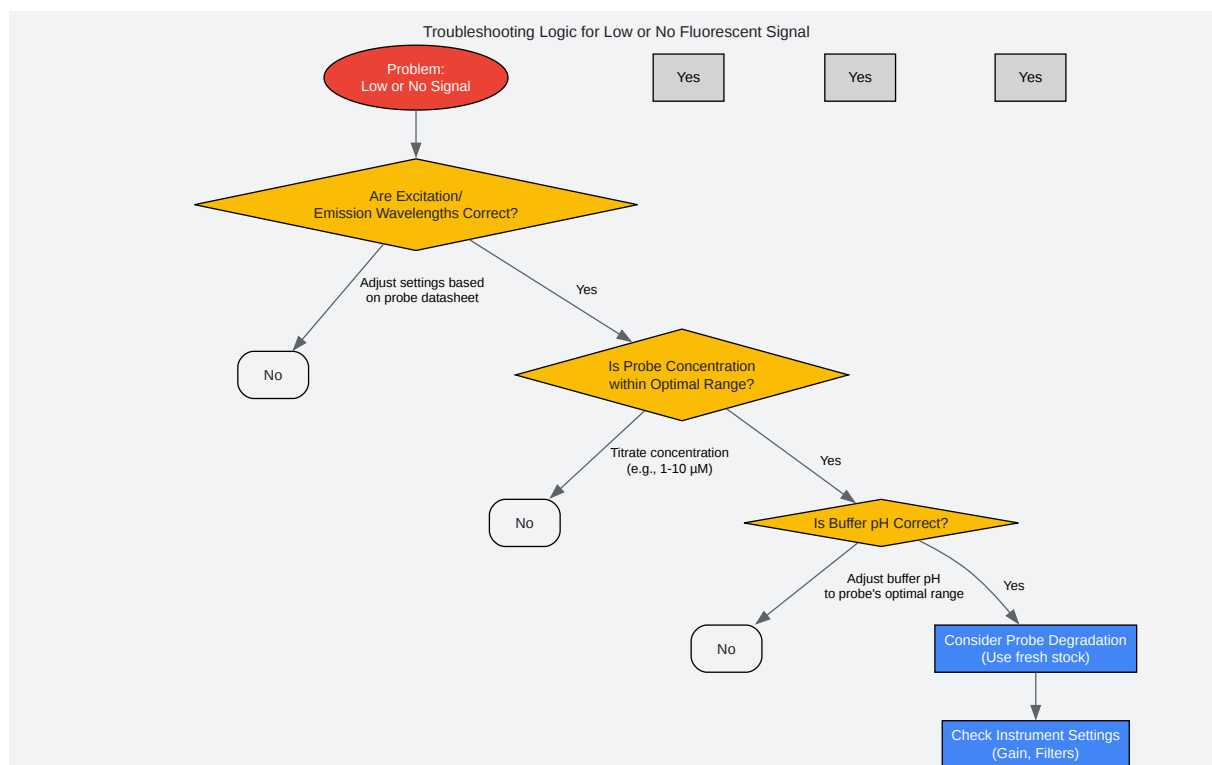 Troubleshooting Logic for Low or No Fluorescent Signal
Problem:
Low or No Signal
Yes
Yes
Yes
Are Excitation/
Emission Wavelengths Correct?
Adjust settings based
on probe datasheet
Yes
No
Is Probe Concentration
within Optimal Range?
Titrate concentration
(e.g., 1-10 µM)
Yes
No
Is Buffer pH Correct?
Adjust buffer pH
to probe's optimal range
Yes
No
Consider Probe Degradation
(Use fresh stock)
Check Instrument Settings
(Gain, Filters)